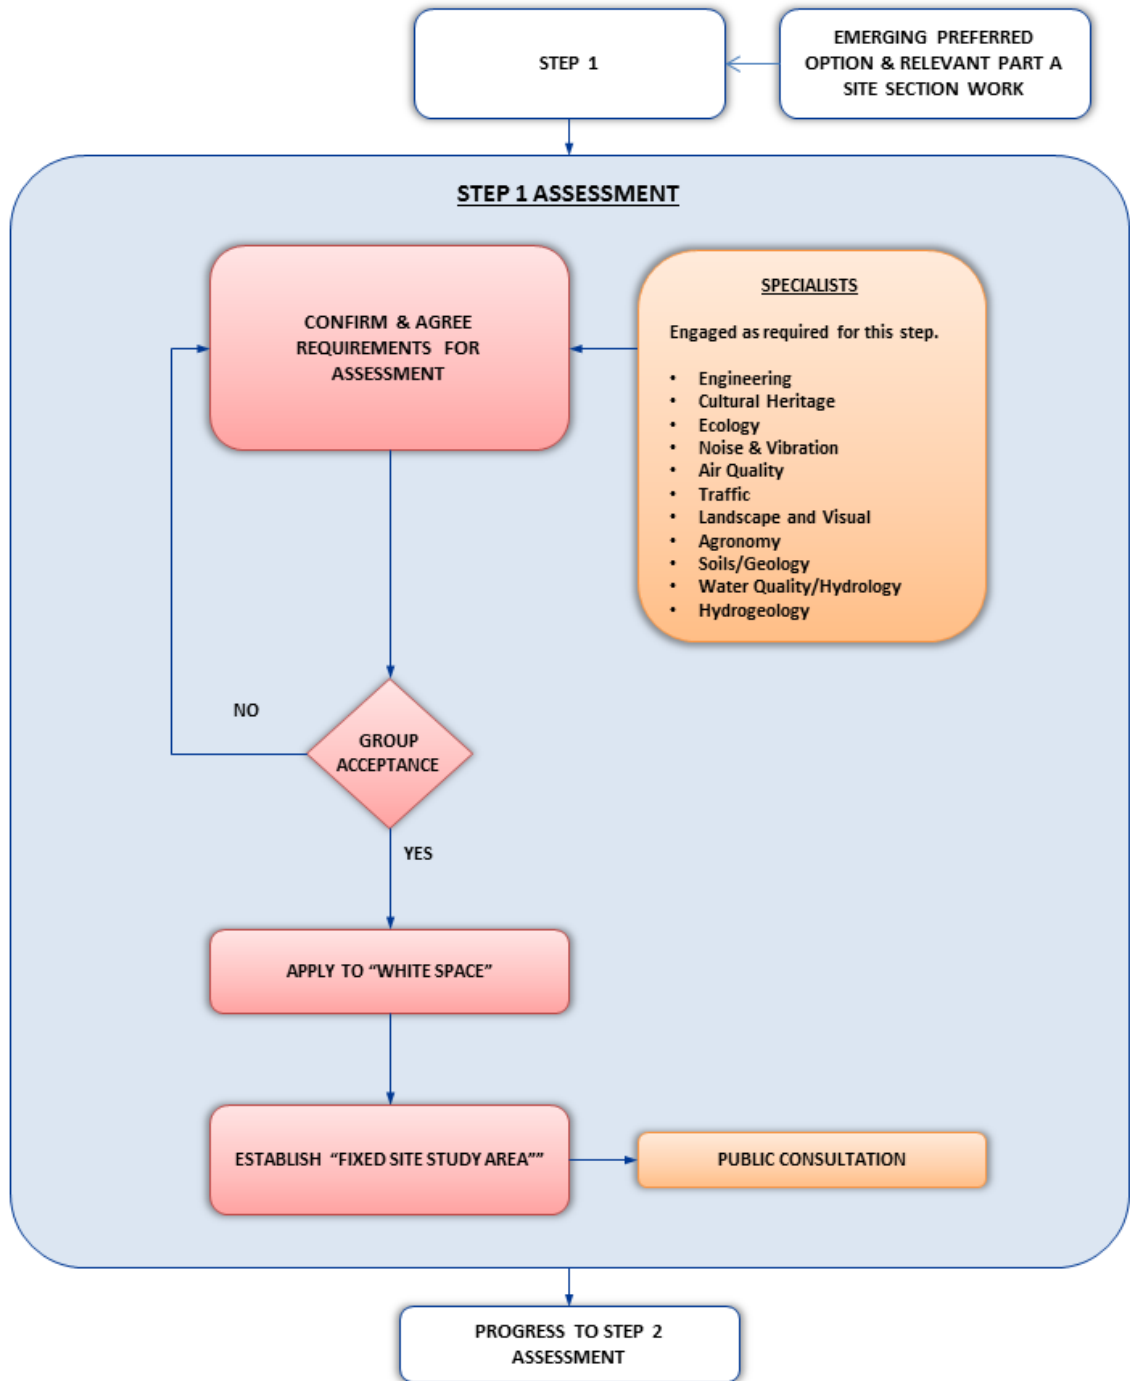 STEP 1
EMERGING PREFERRED
OPTION & RELEVANT PART A
SITE SECTION WORK
STEP 1 ASSESSMENT
CONFIRM & AGREE
REQUIREMENTS FOR
ASSESSMENT
SPECIALISTS
Engaged as required for this step.
• Engineering
• Cultural Heritage
• Ecology
• Noise & Vibration
• Air Quality
• Traffic
• Landscape and Visual
• Agronomy
• Soils/Geology
• Water Quality/Hydrology
• Hydrogeology
NO
GROUP
ACCEPTANCE
YES
APPLY TO “WHITE SPACE”
ESTABLISH “FIXED SITE STUDY AREA””
PUBLIC CONSULTATION
PROGRESS TO STEP 2
ASSESSMENT